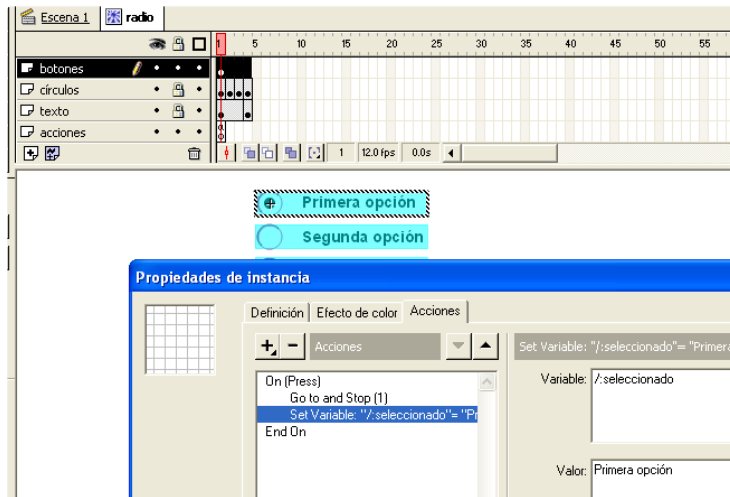 Escena 1 radio
1 5 10 15 20 25 30 35 40 45 50 55
botones
círculos
texto
acciones
1 12.0 fps 0.0s
Primera opción
Segunda opción
Propiedades de instancia
Definición Efecto de color Acciones
Acciones
Set Variable: "/:seleccionado"= "Primera
On (Press)
Go to and Stop (1)
Set Variable: "/:seleccionado"= "Pr
End On
Variable: /:seleccionado
Valor: Primera opción